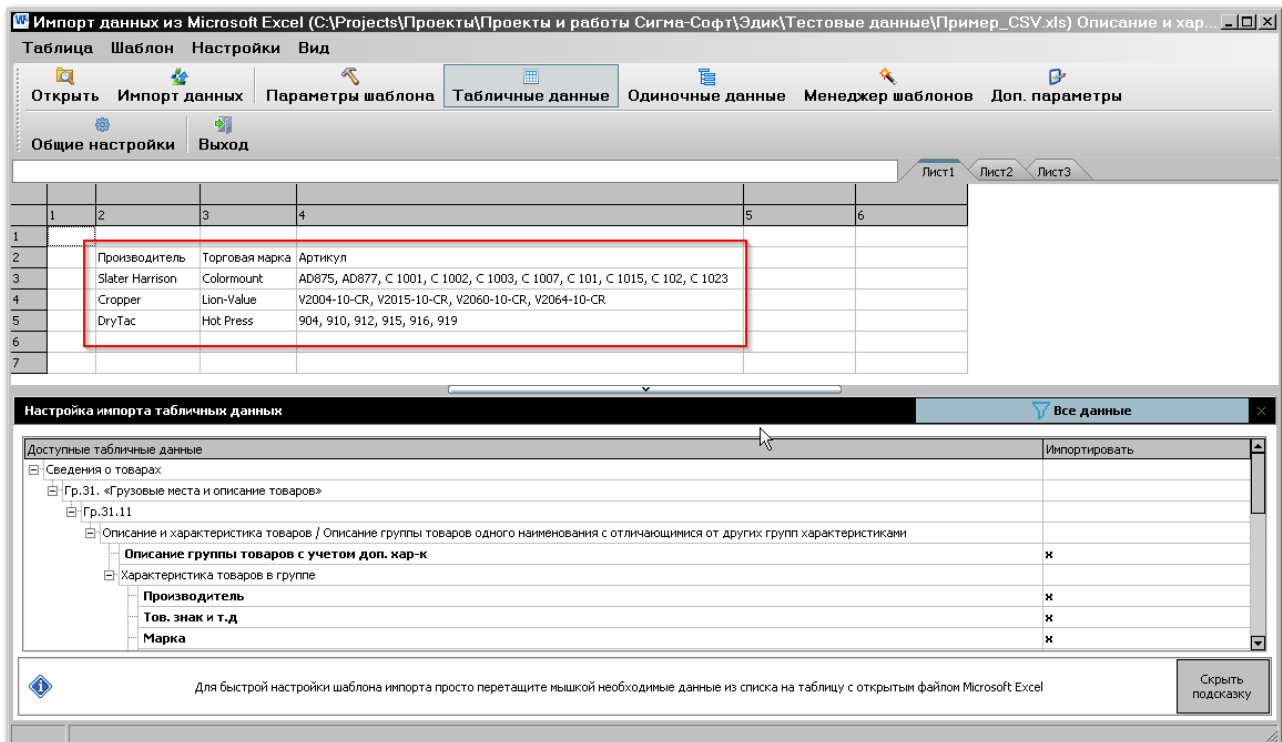 Импорт данных из Microsoft Excel (C:\Projects\Проекты\Проекты и работы Сигма-Софт\Эдик\Тестовые данные\Пример_CSV.xls) Описание и хар...
Таблица Шаблон Настройки Вид
Открыть Импорт данных Параметры шаблона Табличные данные Одиночные данные Менеджер шаблонов Доп. параметры
Общие настройки Выход
Лист1 Лист2 Лист3
1 2 3 4 5 6
1
2 Производитель Торговая марка Артикул
3 Slater Harrison Colormount AD875, AD877, C 1001, C 1002, C 1003, C 1007, C 101, C 1015, C 102, C 1023
4 Cropper Lion-Value V2004-10-CR, V2015-10-CR, V2060-10-CR, V2064-10-CR
5 DryTac Hot Press 904, 910, 912, 915, 916, 919
6
7
Настройка импорта табличных данных Все данные
Доступные табличные данные Импортировать
Сведения о товарах
Гр.31. «Грузовые места и описание товаров»
Гр.31.11
Описание и характеристика товаров / Описание группы товаров одного наименования с отличающимися от других групп характеристиками
Описание группы товаров с учетом доп. хар-к x
Характеристика товаров в группе
Производитель x
Тов. знак и т.д x
Марка x
Для быстрой настройки шаблона импорта просто перетащите мышкой необходимые данные из списка на таблицу с открытым файлом Microsoft Excel
Скрыть
подсказку